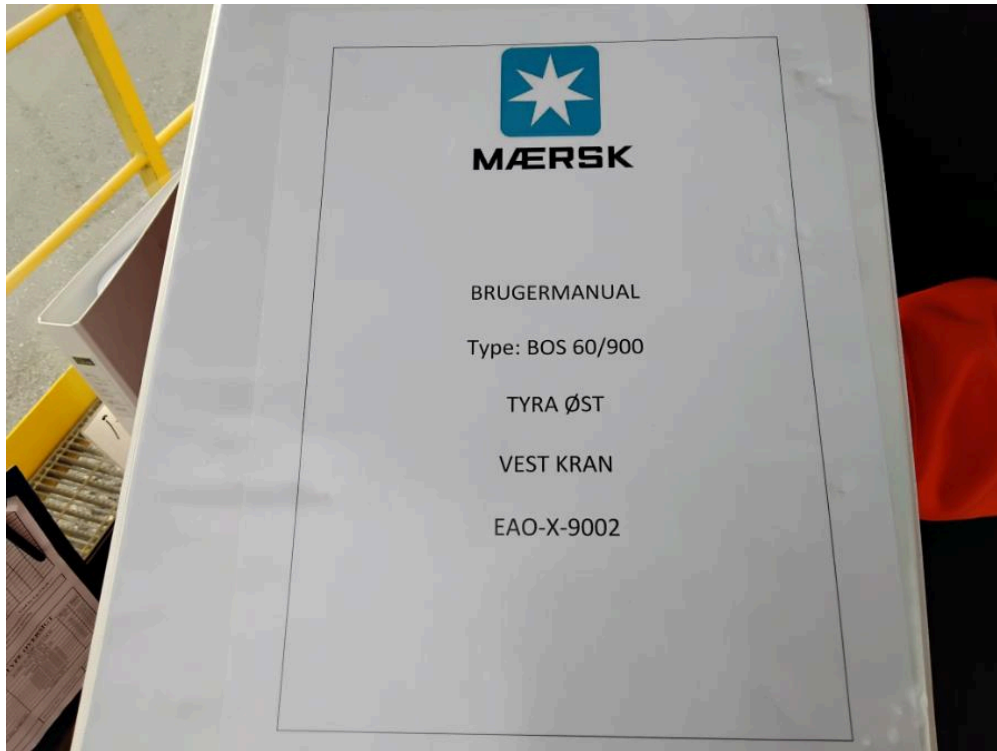 MÆRSK
BRUGERMANUAL
Type: BOS 60/900
TYRA ØST
VEST KRAN
EAO-X-9002